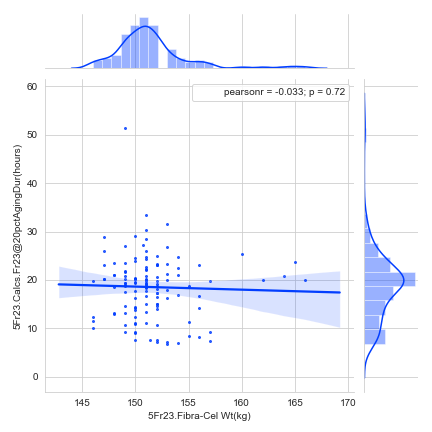 pearsonr = -0.033; p = 0.72
60
50
40
30
20
10
0
5Fr23.Calcs.Fr23@20pctAgingDur(hours)
145 150 155 160 165 170
5Fr23.Fibra-Cel Wt(kg)